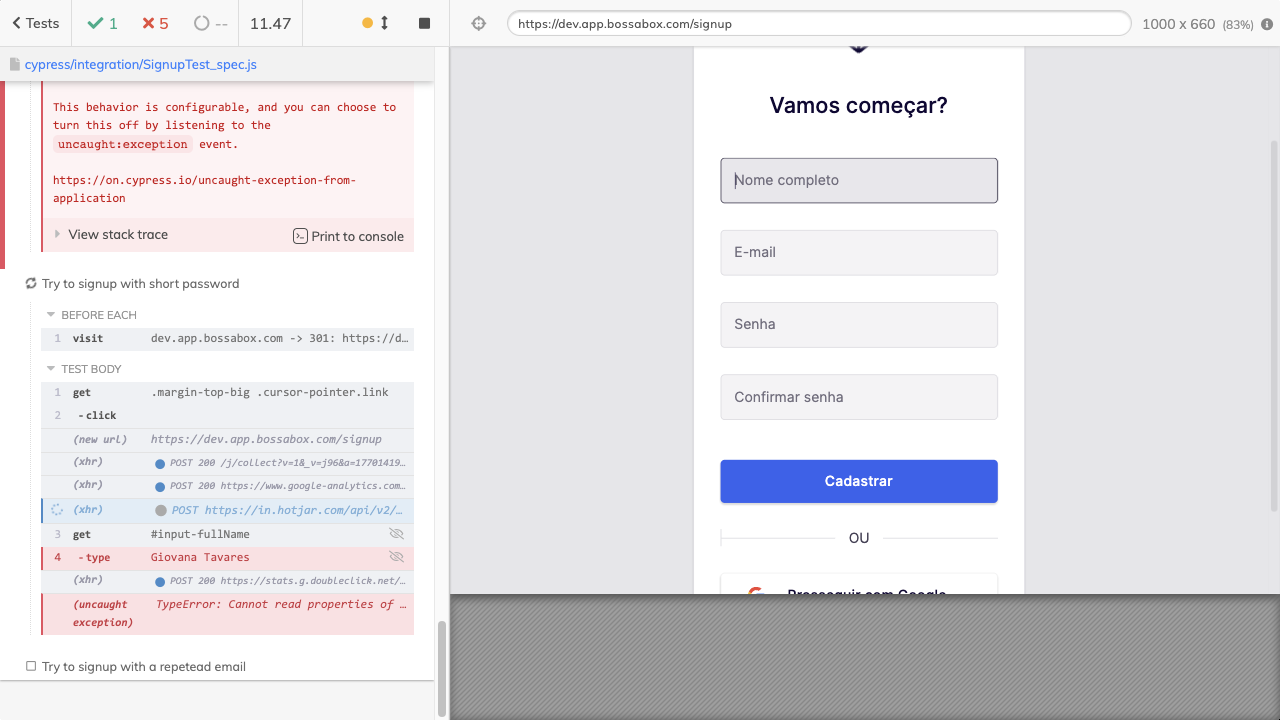 Tests
1
5
--
11.47
https://dev.app.bossabox.com/signup
1000 x 660 (83%)
cypress/integration/SignupTest_spec.js
This behavior is configurable, and you can choose to
turn this off by listening to the
uncaught:exception event.
https://on.cypress.io/uncaught-exception-from-
application
View stack trace
Print to console
Try to signup with short password
BEFORE EACH
1 visit dev.app.bossabox.com -> 301: https://d…
TEST BODY
1 get .margin-top-big .cursor-pointer.link
2 -click
(new url) https://dev.app.bossabox.com/signup
(xhr) POST 200 /j/collect?v=1&_v=j96&a=17701419…
(xhr) POST 200 https://www.google-analytics.com…
(xhr) POST https://in.hotjar.com/api/v2/…
3 get #input-fullName
4 -type Giovana Tavares
(xhr) POST 200 https://stats.g.doubleclick.net/…
(uncaught TypeError: Cannot read properties of …
exception)
Try to signup with a repetead email
Vamos começar?
Nome completo
E-mail
Senha
Confirmar senha
Cadastrar
OU
Prosseguir com Google